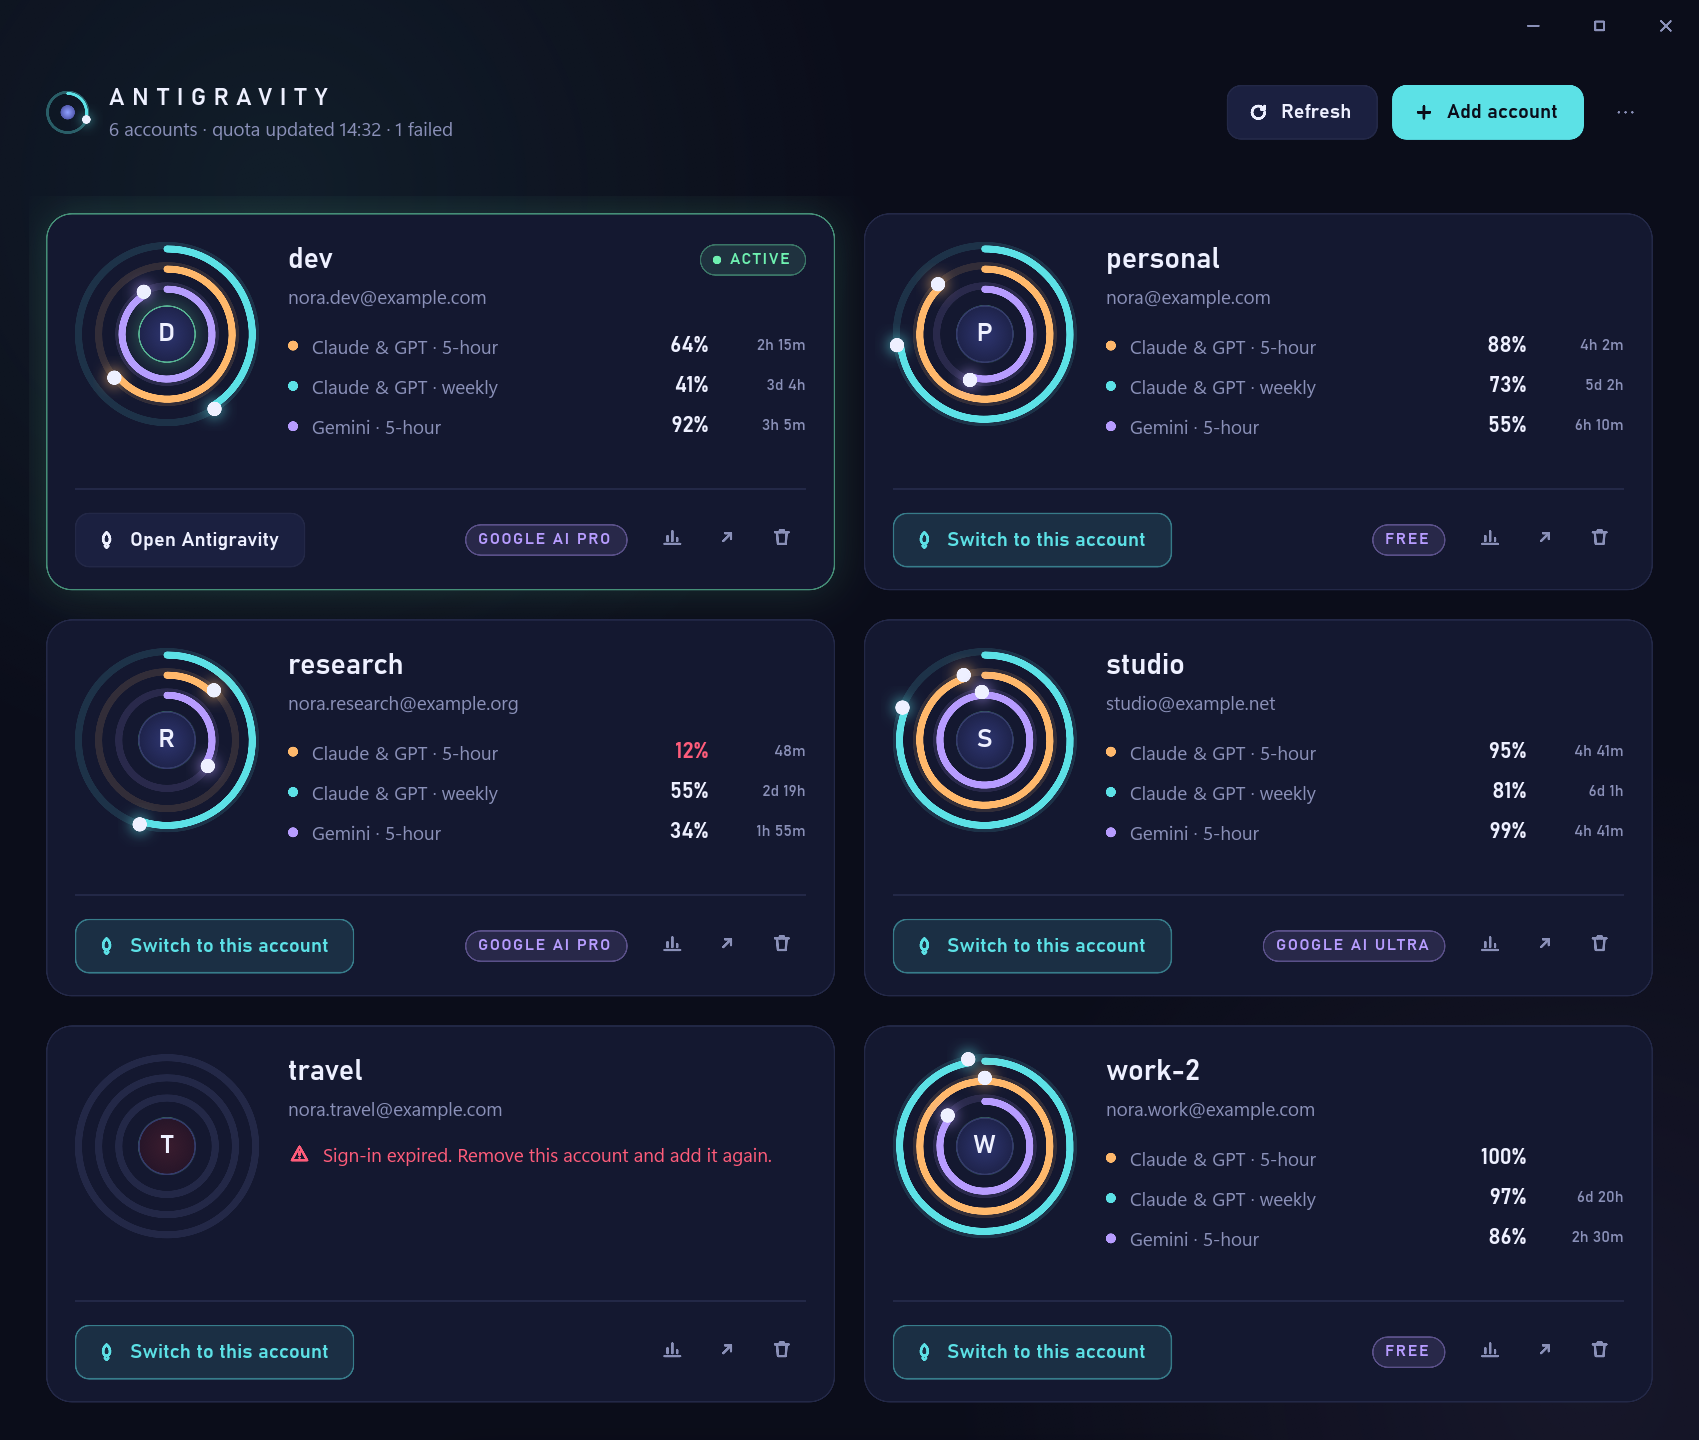 ANTIGRAVITY
6 accounts · quota updated 14:32 · 1 failed
Refresh
Add account
D
dev
ACTIVE
nora.dev@example.com
Claude & GPT · 5-hour 64% 2h 15m
Claude & GPT · weekly 41% 3d 4h
Gemini · 5-hour 92% 3h 5m
Open Antigravity
GOOGLE AI PRO
P
personal
nora@example.com
Claude & GPT · 5-hour 88% 4h 2m
Claude & GPT · weekly 73% 5d 2h
Gemini · 5-hour 55% 6h 10m
Switch to this account
FREE
R
research
nora.research@example.org
Claude & GPT · 5-hour 12% 48m
Claude & GPT · weekly 55% 2d 19h
Gemini · 5-hour 34% 1h 55m
Switch to this account
GOOGLE AI PRO
S
studio
studio@example.net
Claude & GPT · 5-hour 95% 4h 41m
Claude & GPT · weekly 81% 6d 1h
Gemini · 5-hour 99% 4h 41m
Switch to this account
GOOGLE AI ULTRA
T
travel
nora.travel@example.com
Sign-in expired. Remove this account and add it again.
Switch to this account
W
work-2
nora.work@example.com
Claude & GPT · 5-hour 100%
Claude & GPT · weekly 97% 6d 20h
Gemini · 5-hour 86% 2h 30m
Switch to this account
FREE